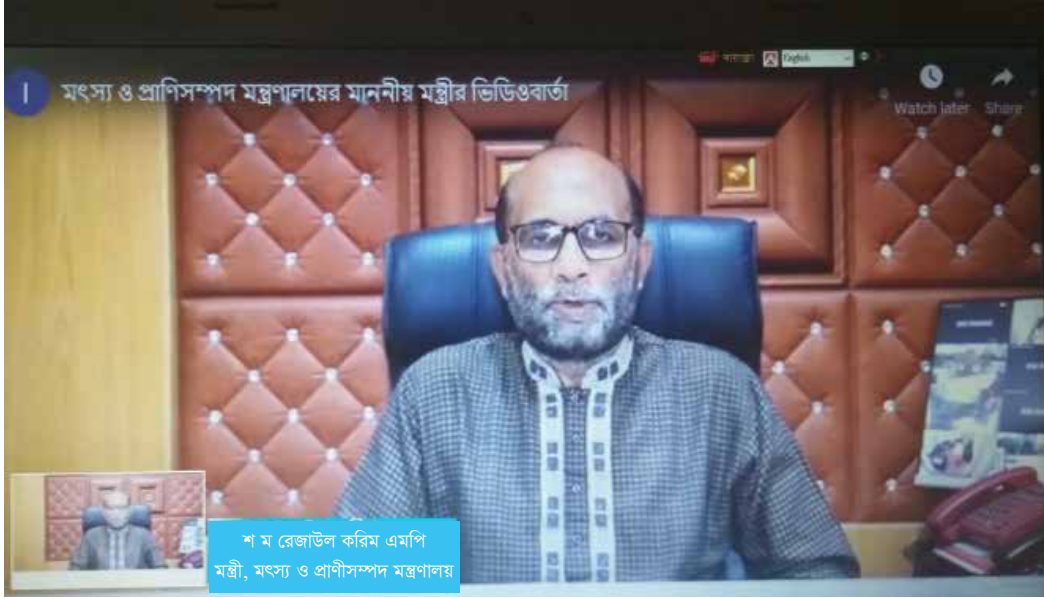 English
I
মৎস্য ও প্রাণিসম্পদ মন্ত্রণালয়ের মাননীয় মন্ত্রীর ভিডিওবার্তা
Watch later
Share
শ ম রেজাউল করিম এমপি
মন্ত্রী, মৎস্য ও প্রাণীসম্পদ মন্ত্রণালয়